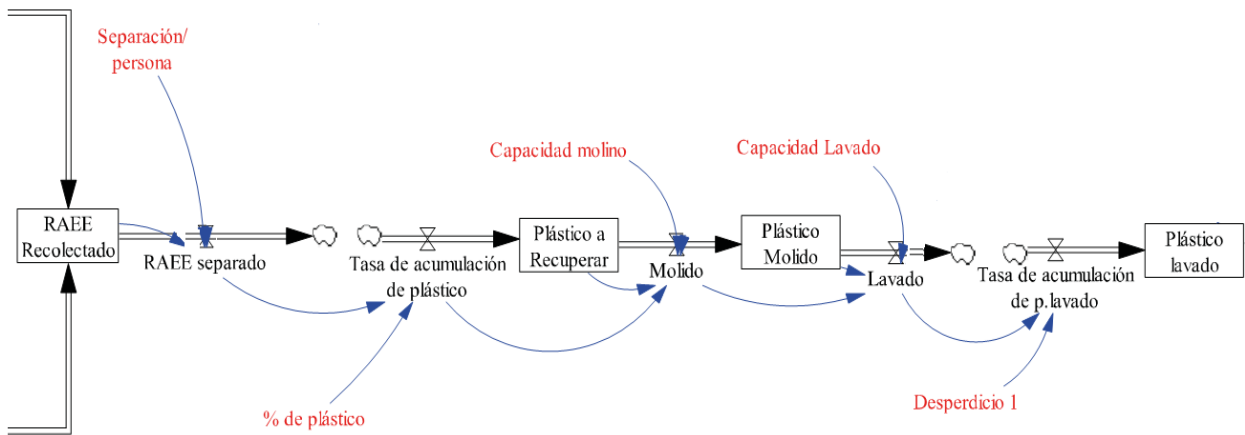 Separación/
persona
Capacidad molino
Capacidad Lavado
RAEE
Recolectado
RAEE separado
Tasa de acumulación
de plástico
Plástico a
Recuperar
Molido
Plástico
Molido
Lavado
Tasa de acumulación
de p.lavado
Plástico
lavado
% de plástico
Desperdicio 1